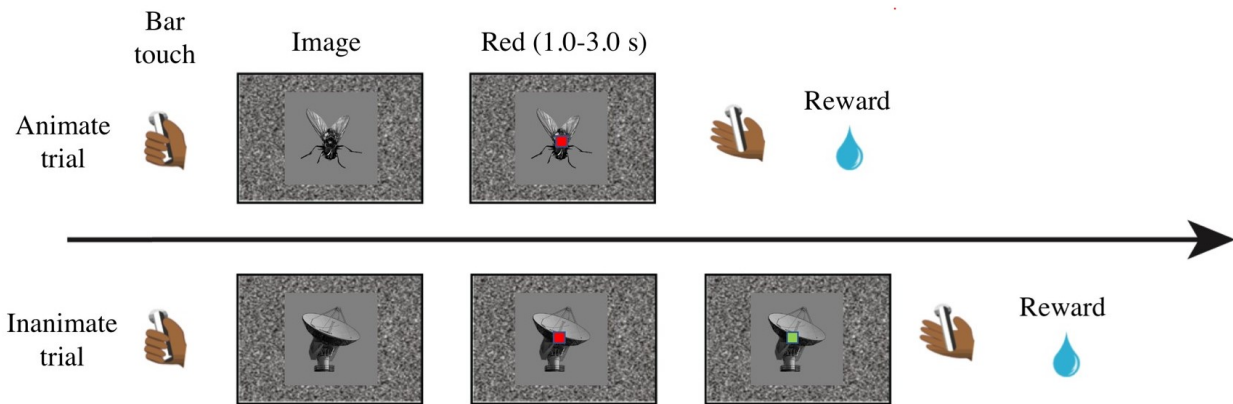 Bar
touch
Image
Red (1.0-3.0 s)
Animate
trial
Reward
Inanimate
trial
Reward